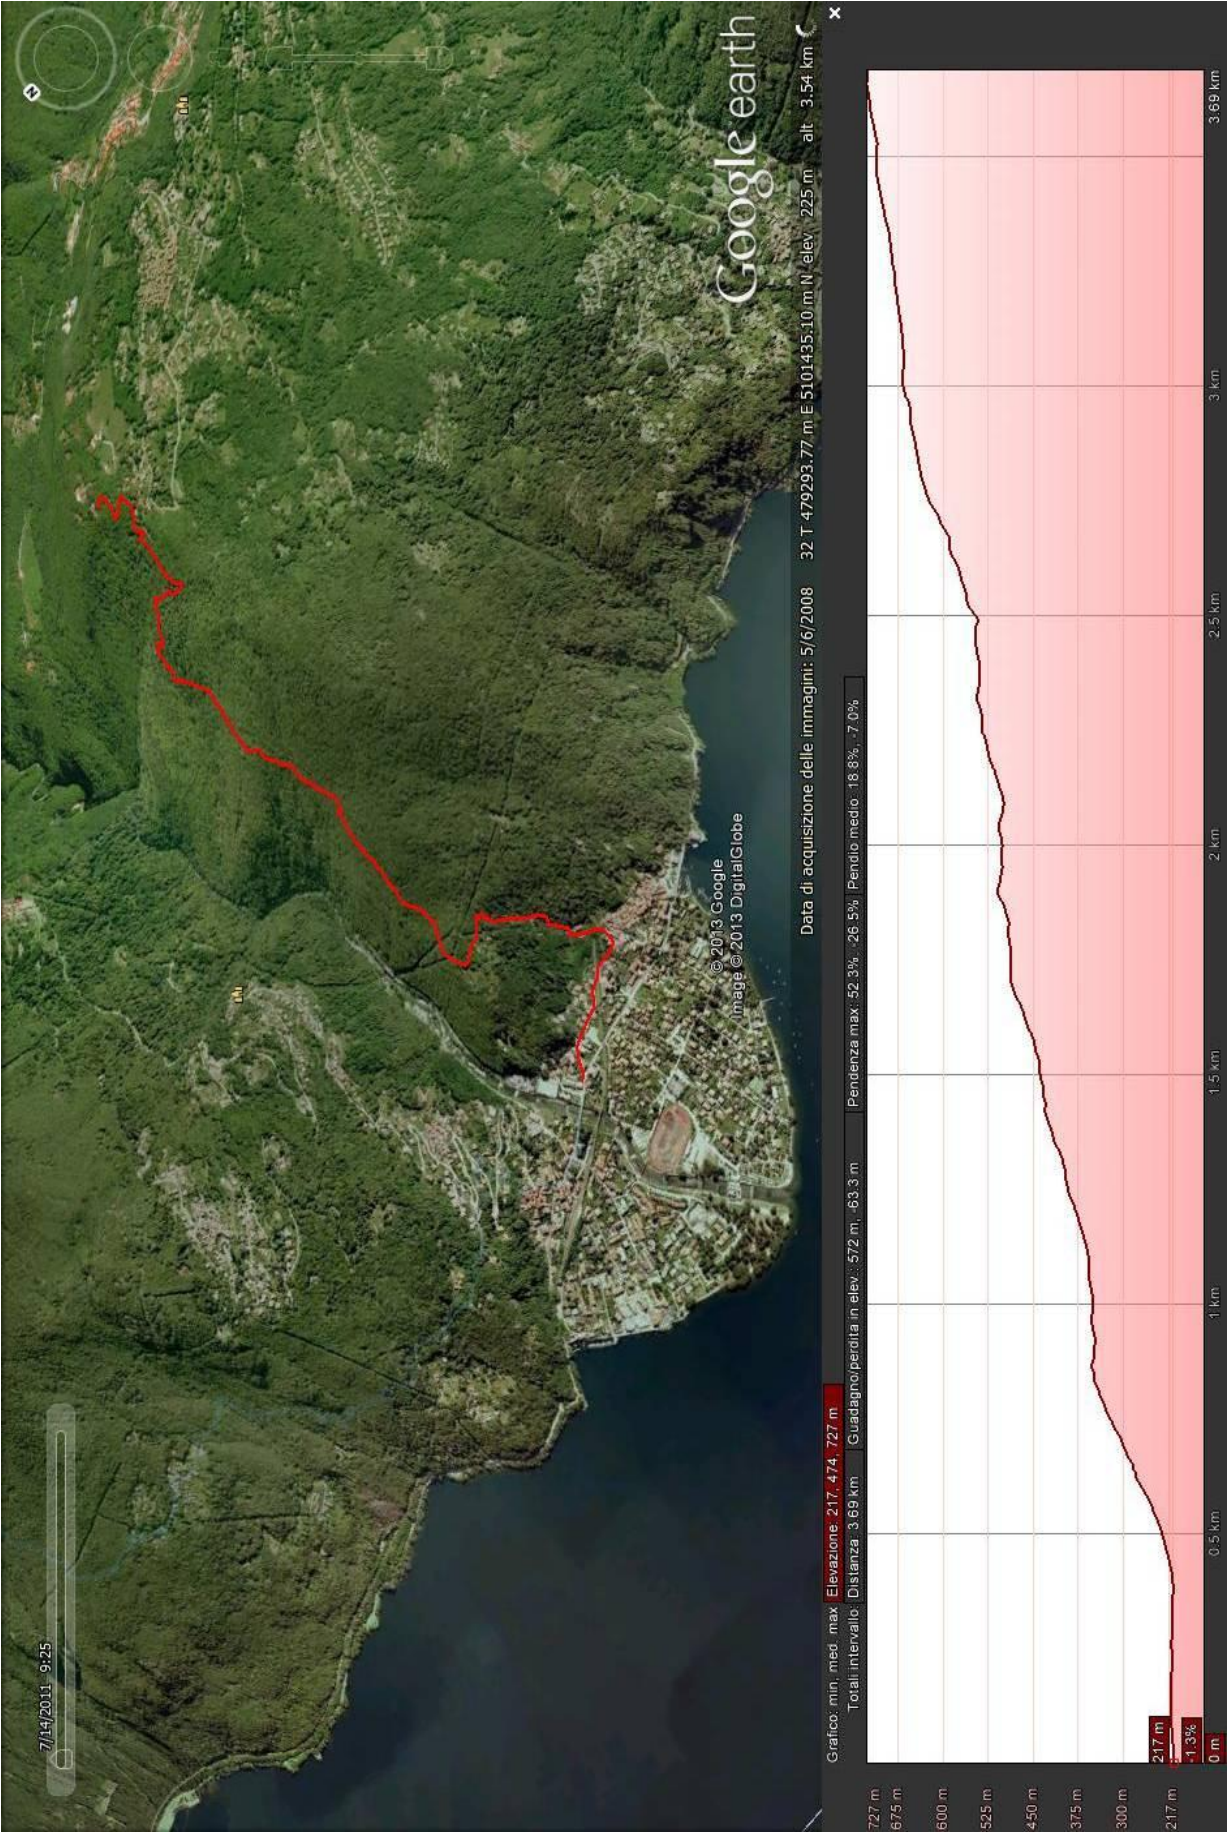 7/14/2011 9:25
N
© 2013 Google
Image © 2013 DigitalGlobe
Google earth
Data di acquisizione delle immagini: 5/6/2008 32 T 479293.77 m E 5101435.10 m N elev 225 m alt 3.54 km
Grafico: min, med. max Elevazione: 217, 474, 727 m
Totali intervallo: Distanza: 3.69 km Guadagno/perdita in elev.: 572 m, -63.3 m Pendenza max: 52.3%, -26.5% Pendio medio: 18.8%, -7.0%
727 m
675 m
600 m
525 m
450 m
375 m
300 m
217 m
217 m
-1.3%
0 m
0.5 km
1 km
1.5 km
2 km
2.5 km
3 km
3.69 km